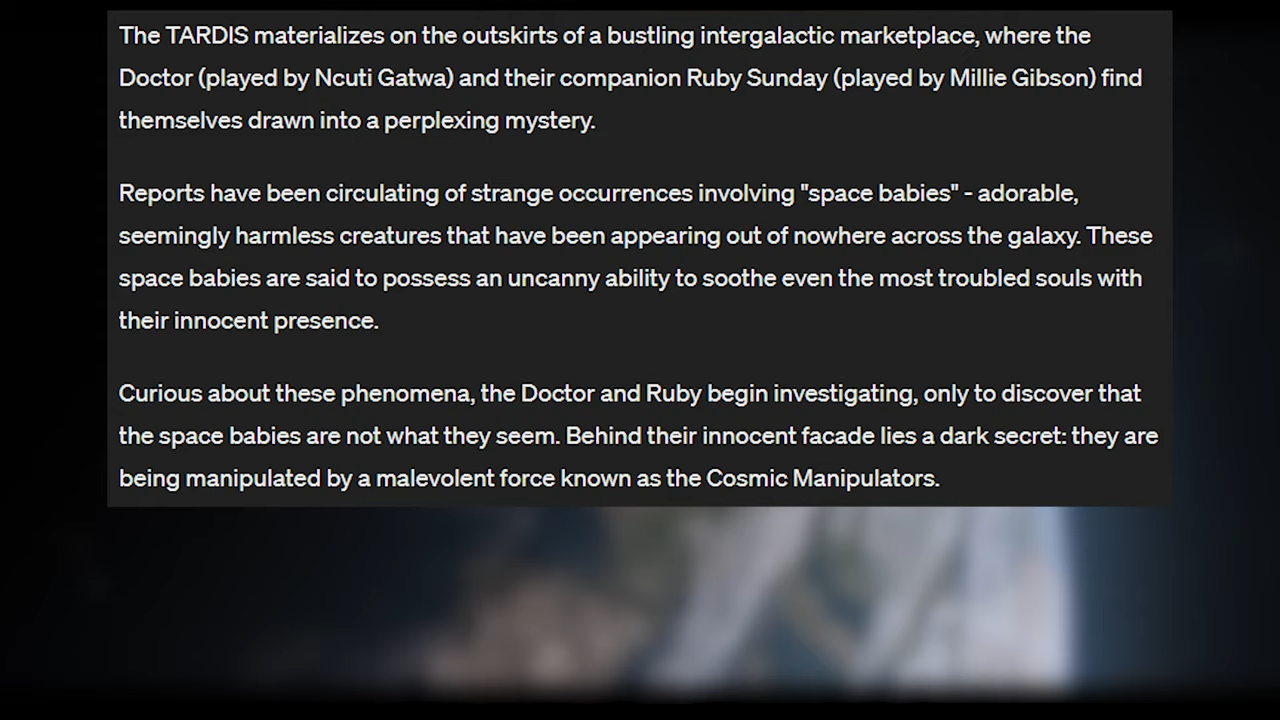 The TARDIS materializes on the outskirts of a bustling intergalactic marketplace, where the
Doctor (played by Ncuti Gatwa) and their companion Ruby Sunday (played by Millie Gibson) find
themselves drawn into a perplexing mystery.
Reports have been circulating of strange occurrences involving "space babies" - adorable,
seemingly harmless creatures that have been appearing out of nowhere across the galaxy. These
space babies are said to possess an uncanny ability to soothe even the most troubled souls with
their innocent presence.
Curious about these phenomena, the Doctor and Ruby begin investigating, only to discover that
the space babies are not what they seem. Behind their innocent facade lies a dark secret: they are
being manipulated by a malevolent force known as the Cosmic Manipulators.